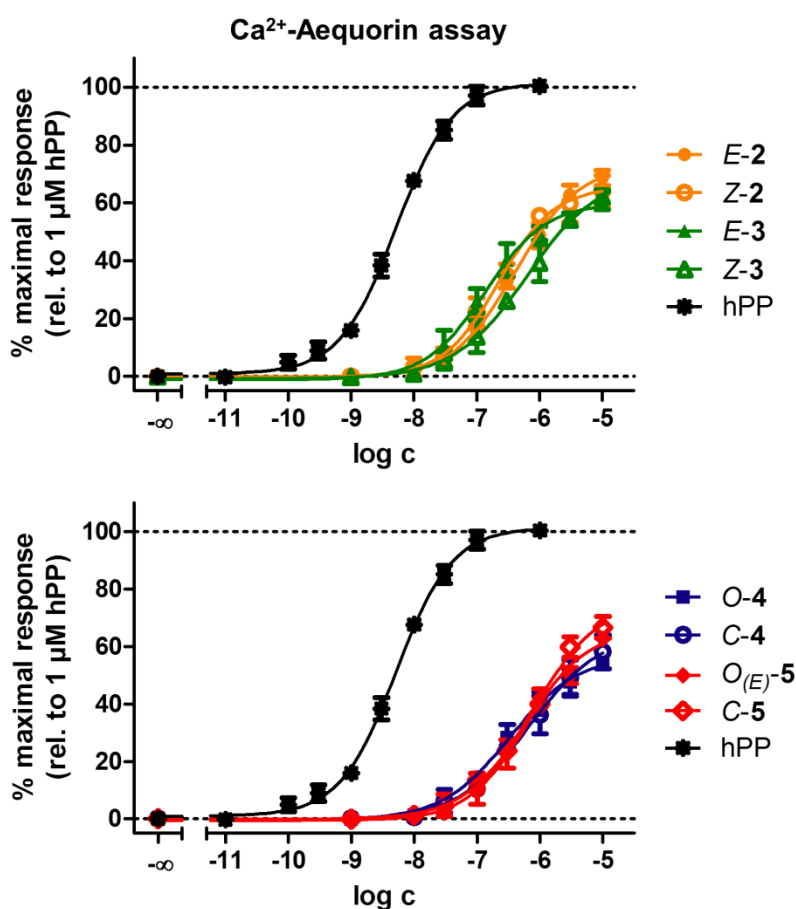 Ca²⁺-Aequorin assay
% maximal response
(rel. to 1 µM hPP)
100
80
60
40
20
0
-∞
-11
-10
-9
-8
-7
-6
-5
log c
E-2
Z-2
E-3
Z-3
hPP
% maximal response
(rel. to 1 µM hPP)
100
80
60
40
20
0
-∞
-11
-10
-9
-8
-7
-6
-5
log c
O-4
C-4
O(E)-5
C-5
hPP